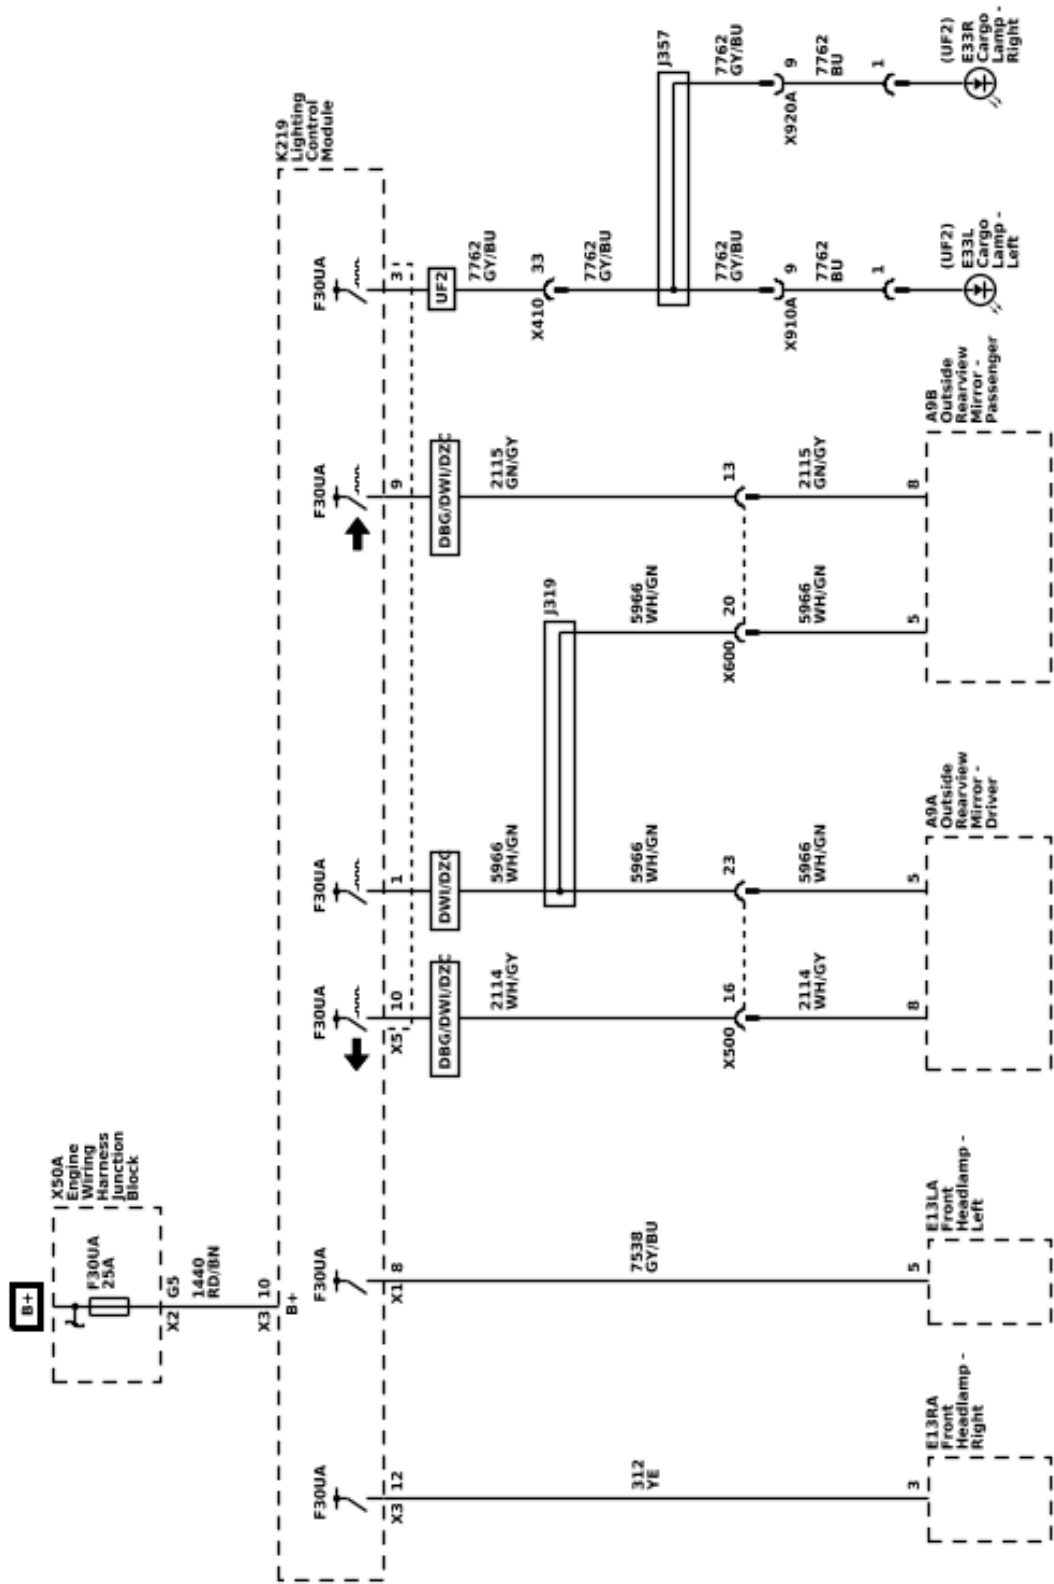 B+
X50A
Engine
Wiring
Harness
Junction
Block
F30UA
25A
X2 G5
1440
RD/BN
X3 10
B+
K219
Lighting
Control
Module
F30UA
X3 12
312
YE
3
E13RA
Front
Headlamp -
Right
F30UA
X1 8
7538
GY/BU
5
E13LA
Front
Headlamp -
Left
F30UA
X5 10
DBG/DWI/DZC
2114
WH/GY
X500 16
2114
WH/GY
8
F30UA
1
DWI/DZC
5966
WH/GN
J319
5966
WH/GN
23
5966
WH/GN
5
A9A
Outside
Rearview
Mirror -
Driver
5966
WH/GN
X600 20
5966
WH/GN
5
F30UA
9
DBG/DWI/DZC
2115
GN/GY
13
2115
GN/GY
8
A9B
Outside
Rearview
Mirror -
Passenger
F30UA
3
UF2
7762
GY/BU
X410 33
7762
GY/BU
J357
7762
GY/BU
X910A 9
7762
BU
1
(UF2)
E33L
Cargo
Lamp -
Left
7762
GY/BU
X920A 9
7762
BU
1
(UF2)
E33R
Cargo
Lamp -
Right